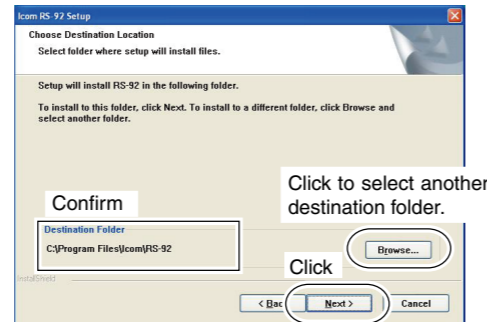 Icom RS-92 Setup
Choose Destination Location
Select folder where setup will install files.
Setup will install RS-92 in the following folder.
To install to this folder, click Next. To install to a different folder, click Browse and
select another folder.
Click to select another
destination folder.
Confirm
Destination Folder
C:\Program Files\Icom\RS-92
Browse...
Click
InstallShield
< Bac
Next >
Cancel